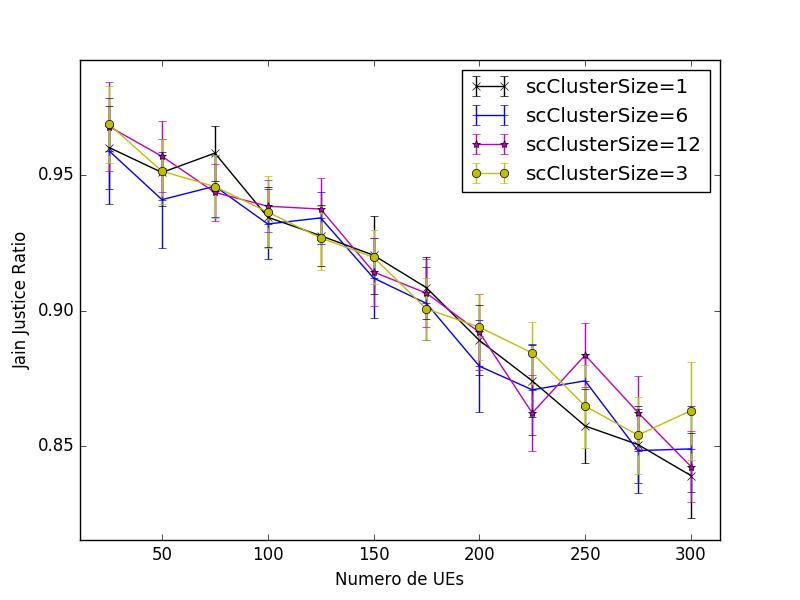 scClusterSize=1
scClusterSize=6
scClusterSize=12
scClusterSize=3
0.95
0.90
0.85
Jain Justice Ratio
50 100 150 200 250 300
Numero de UEs